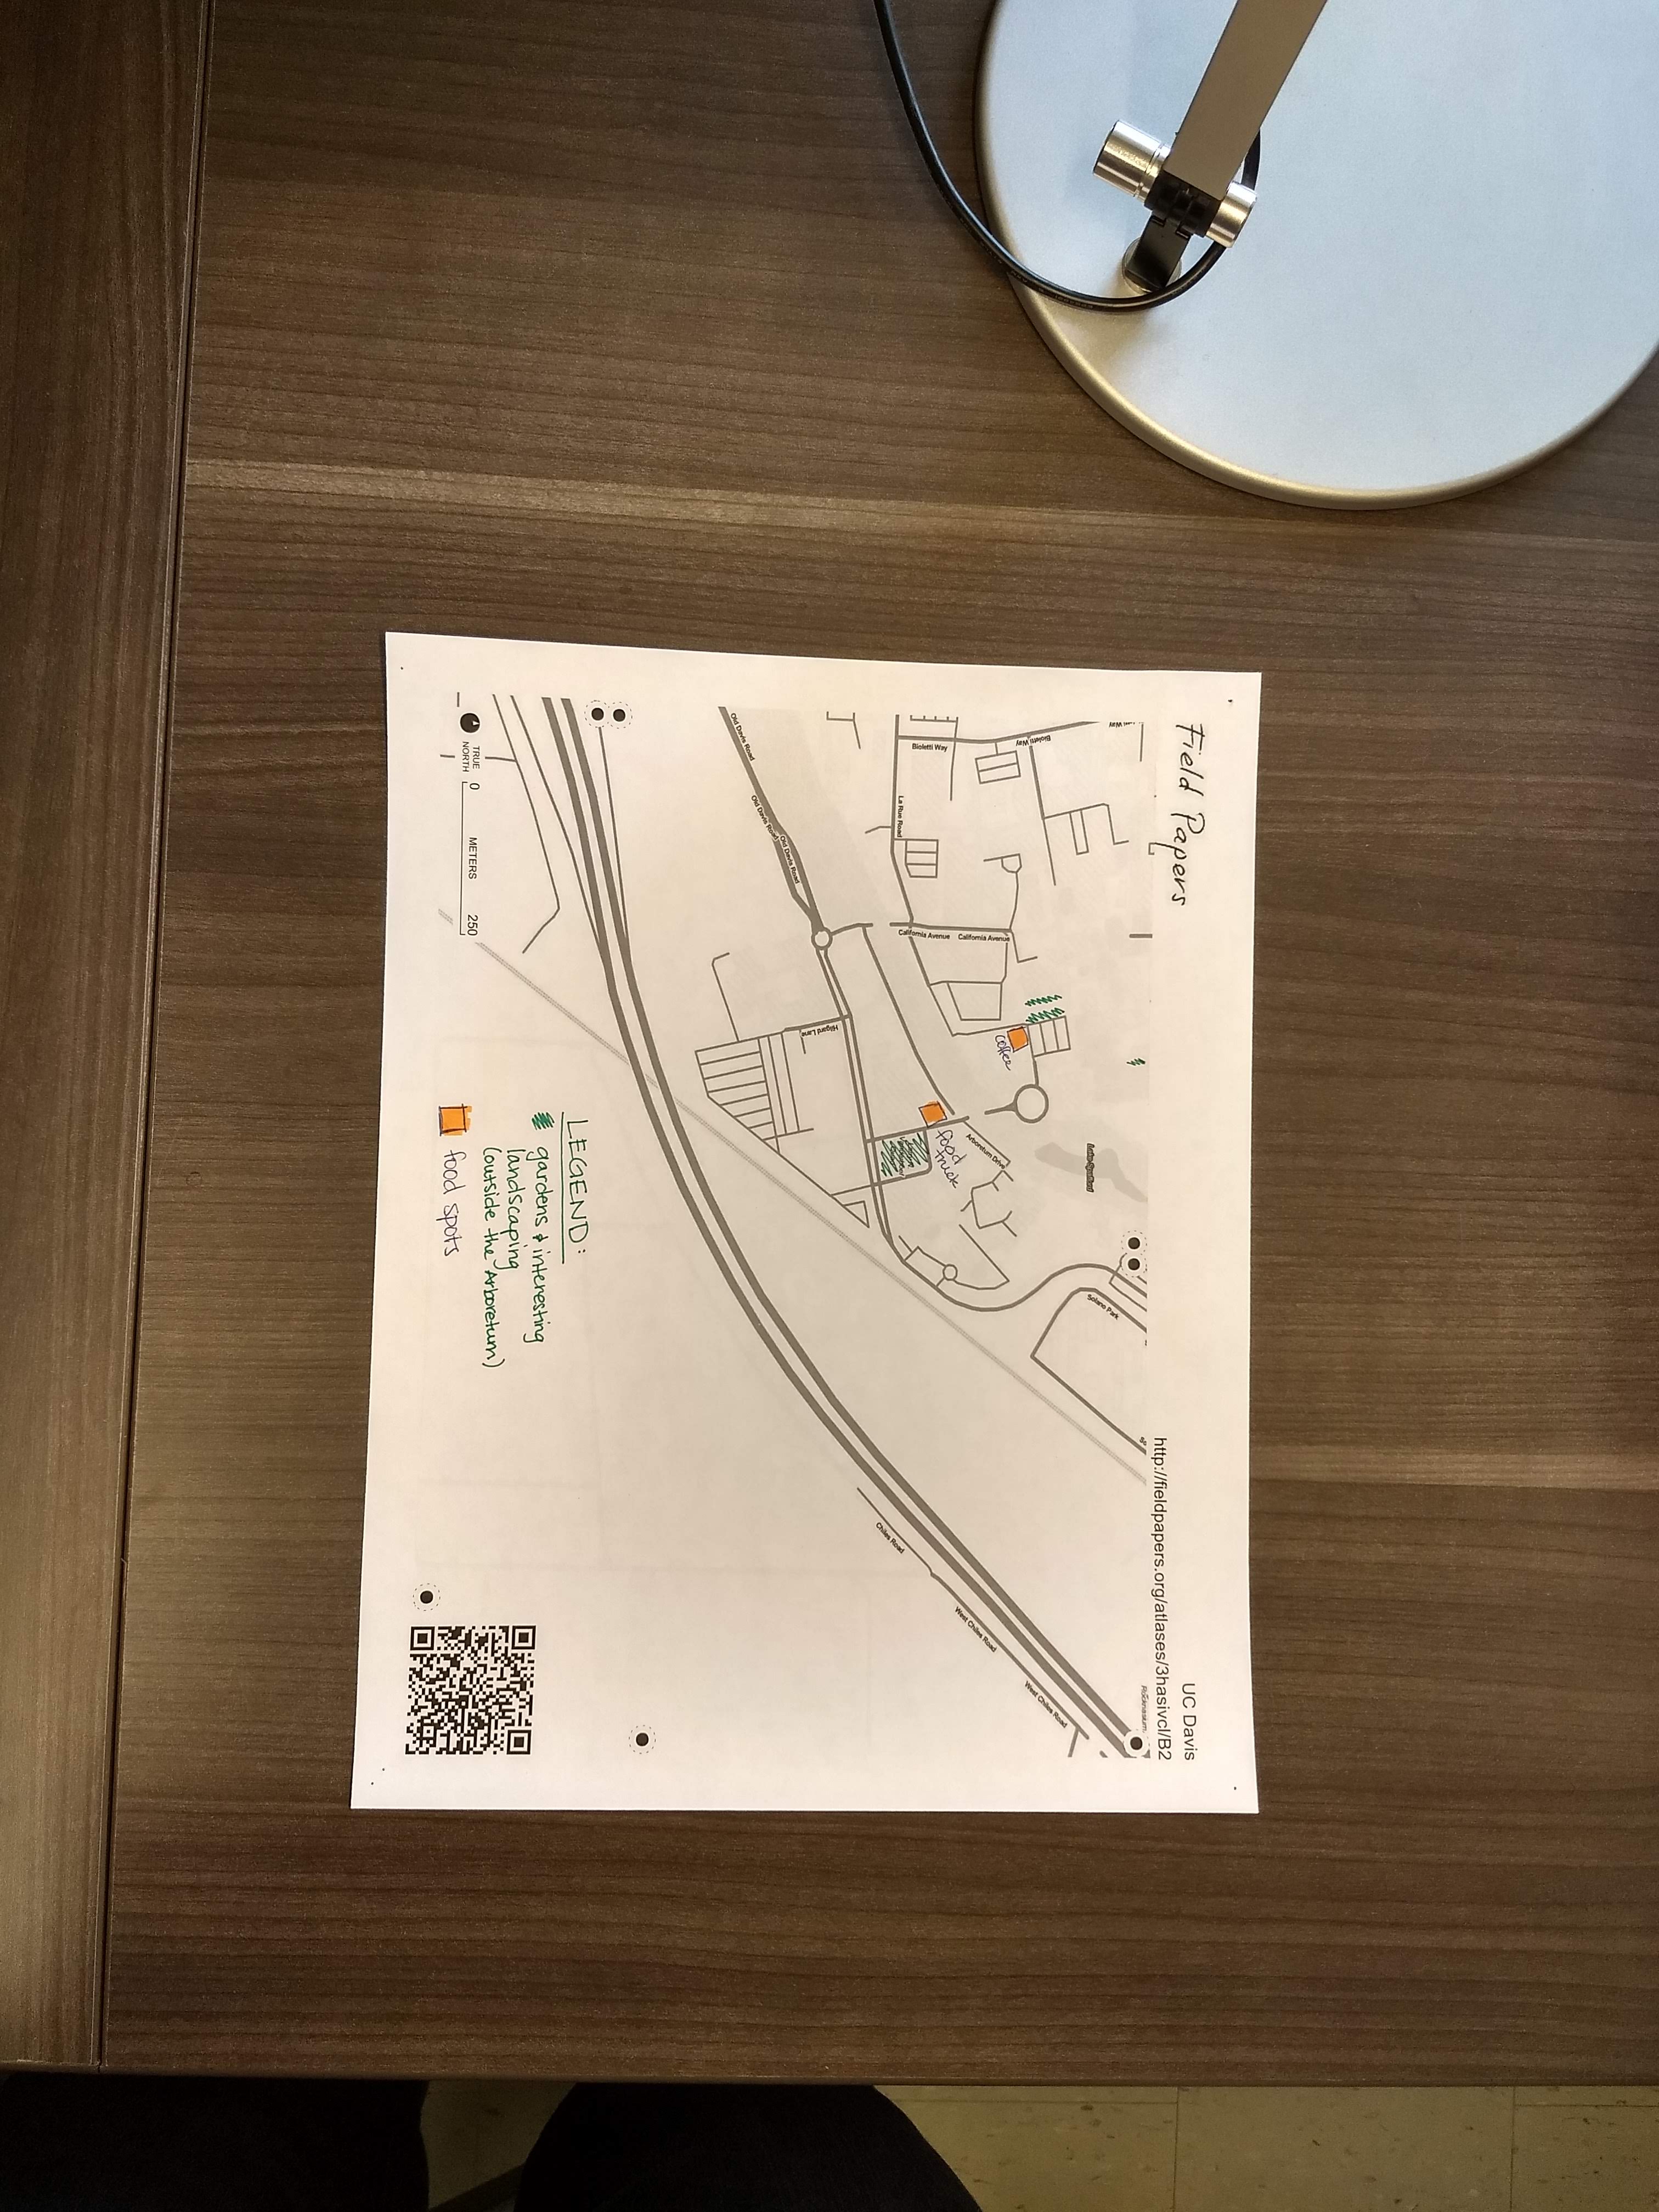 Field Papers
UC Davis
http://fieldpapers.org/atlases/3hasivcl/B2
Rocknasium
Bioletti Way
Bioletti Way
La Rue Road
California Avenue
California Avenue
coffee
food
truck
Arboretum Drive
Lake Spafford
Solano Park
Old Davis Road
Old Davis Road
Old Davis Road
Hilgard Lane
Chiles Road
West Chiles Road
West Chiles Road
LEGEND:
gardens & interesting
landscaping
(outside the Arboretum)
food spots
TRUE
NORTH
0
METERS
250